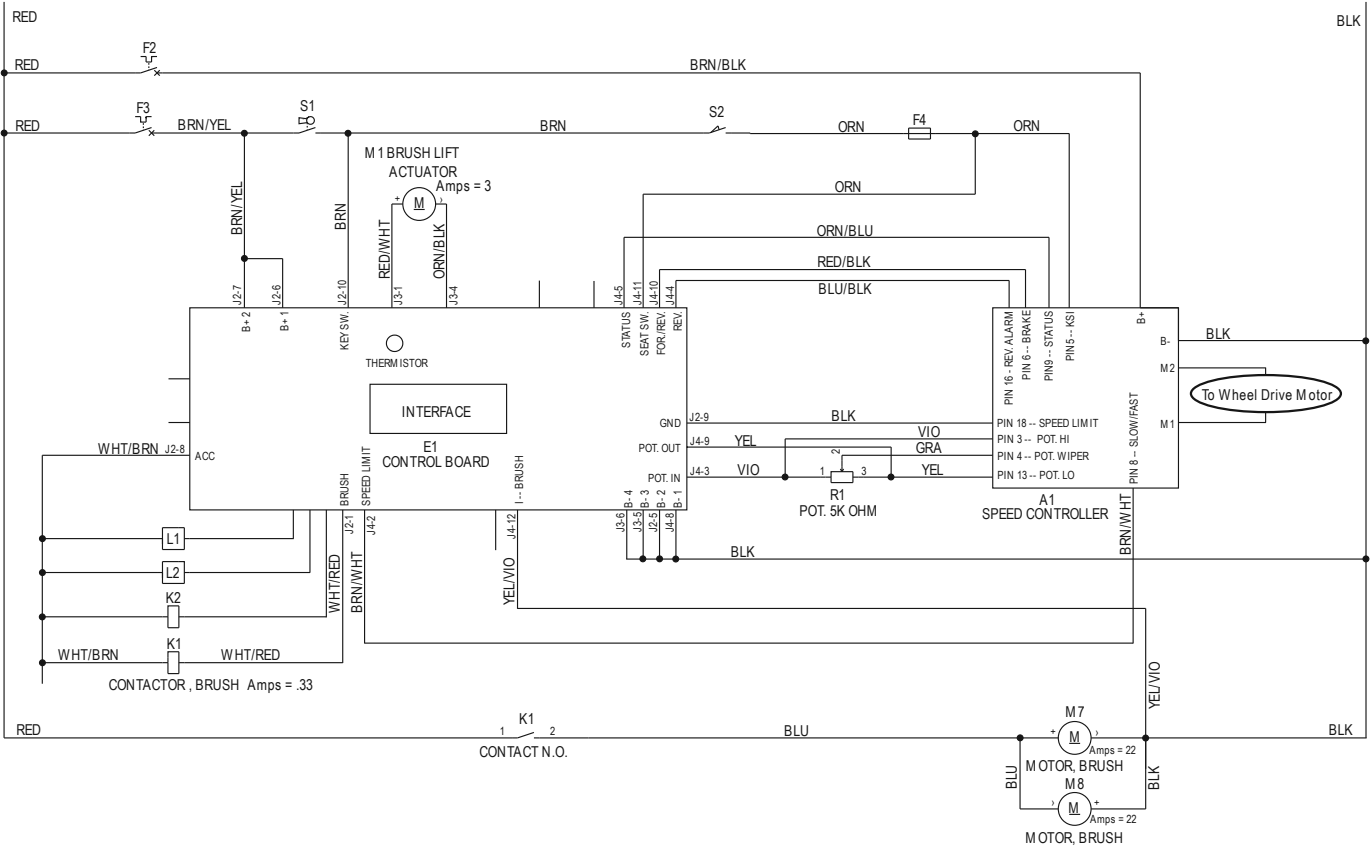 RED
BLK
F2
RED
BRN/BLK
F3
S1
S2
F4
RED
BRN/YEL
BRN
ORN
ORN
M1 BRUSH LIFT
ACTUATOR
Amps = 3
+
M
)
ORN
BRN/YEL
BRN
RED/WHT
ORN/BLK
ORN/BLU
RED/BLK
BLU/BLK
J2-7
J2-6
J2-10
J3-1
J3-4
J4-5
J4-11
J4-10
J4-4
B+ 2
B+ 1
KEY SW.
STATUS
SEAT SW.
FOR./REV.
REV.
PIN 16 - REV. ALARM
PIN 6 -- BRAKE
PIN9 -- STATUS
PIN5 -- KSI
B+
THERMISTOR
B-
BLK
M2
To Wheel Drive Motor
M1
INTERFACE
E1
CONTROL BOARD
GND
J2-9
BLK
PIN 18 -- SPEED LIMIT
VIO
PIN 3 -- POT. HI
POT. OUT
J4-9
YEL
2
GRA
PIN 4 -- POT. WIPER
POT. IN
J4-3
VIO
1
3
YEL
PIN 13 -- POT. LO
PIN 8 -- SLOW/FAST
R1
POT. 5K OHM
A1
SPEED CONTROLLER
WHT/BRN
J2-8
ACC
BRUSH
SPEED LIMIT
I -- BRUSH
B- 4
B- 3
B- 2
B- 1
J2-1
J4-2
J4-12
J3-6
J3-5
J2-5
J4-8
BLK
L1
L2
K2
WHT/RED
BRN/WHT
YEL/VIO
BRN/WHT
K1
WHT/BRN
WHT/RED
CONTACTOR , BRUSH Amps = .33
YEL/VIO
RED
K1
1
2
CONTACT N.O.
BLU
M7
+
M
)
Amps = 22
MOTOR, BRUSH
BLK
BLU
BLK
M8
)
M
+
Amps = 22
MOTOR, BRUSH